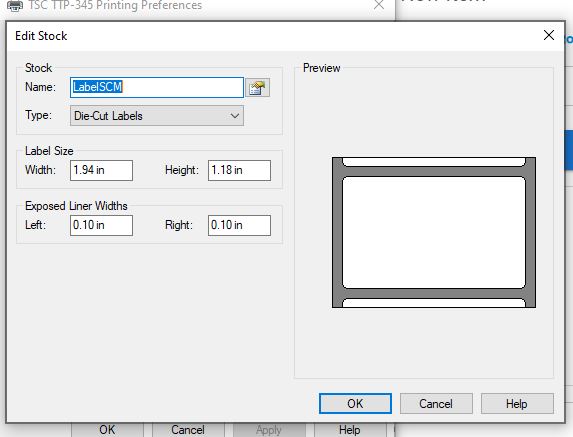 TSC TTP-345 Printing Preferences
Edit Stock
Stock
Name: LabelSCM
Type: Die-Cut Labels
Label Size
Width: 1.94 in Height: 1.18 in
Exposed Liner Widths
Left: 0.10 in Right: 0.10 in
Preview
OK Cancel Help
OK Cancel Apply Help